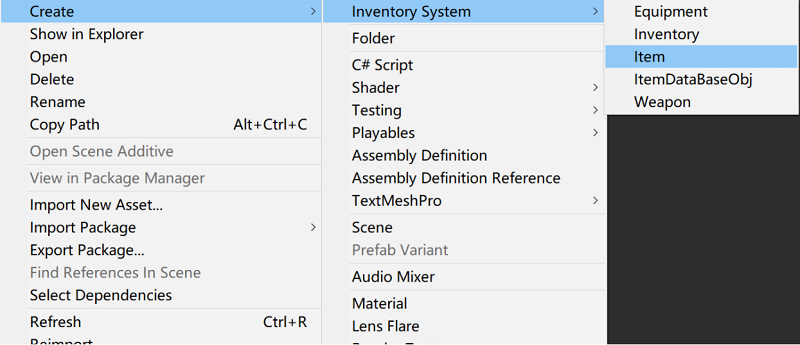 Create
Show in Explorer
Open
Delete
Rename
Copy Path Alt+Ctrl+C
Open Scene Additive
View in Package Manager
Import New Asset...
Import Package
Export Package...
Find References In Scene
Select Dependencies
Refresh Ctrl+R
Reimport
Inventory System
Folder
C# Script
Shader
Testing
Playables
Assembly Definition
Assembly Definition Reference
TextMeshPro
Scene
Prefab Variant
Audio Mixer
Material
Lens Flare
Equipment
Inventory
Item
ItemDataBaseObj
Weapon